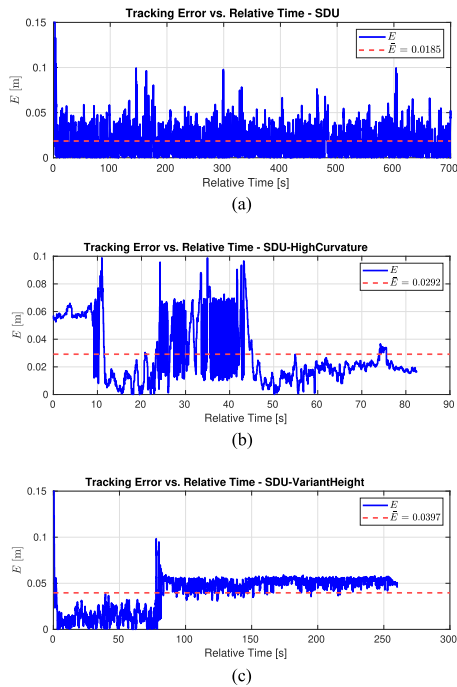 Tracking Error vs. Relative Time - SDU
0.15
0.1
0.05
0
E [m]
E
Ē = 0.0185
0 100 200 300 400 500 600 700
Relative Time [s]
(a)
Tracking Error vs. Relative Time - SDU-HighCurvature
0.1
0.08
0.06
0.04
0.02
0
E [m]
E
Ē = 0.0292
0 10 20 30 40 50 60 70 80 90
Relative Time [s]
(b)
Tracking Error vs. Relative Time - SDU-VariantHeight
0.15
0.1
0.05
0
E [m]
E
Ē = 0.0397
0 50 100 150 200 250 300
Relative Time [s]
(c)